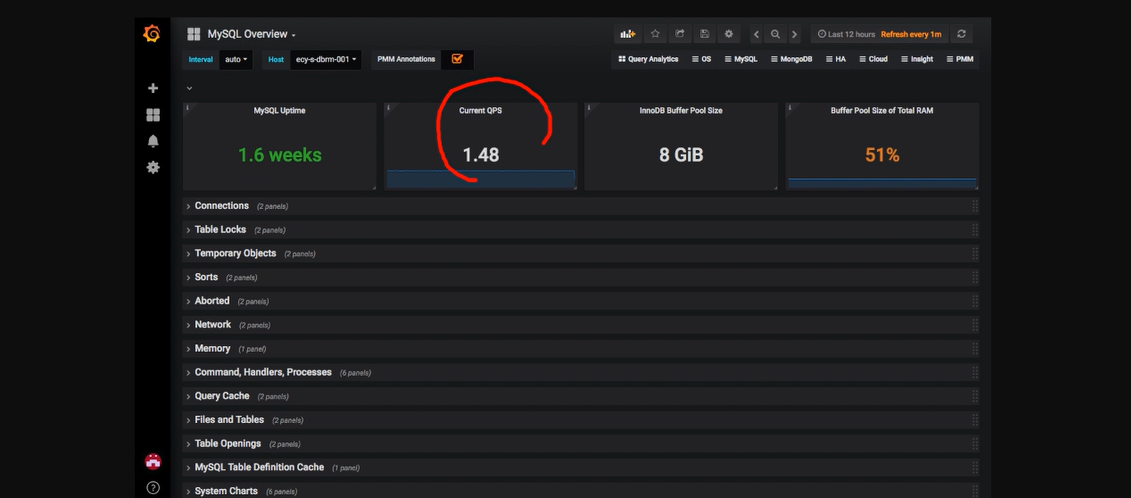 MySQL Overview
Last 12 hours Refresh every 1m
Interval auto Host ecy-s-dbrm-001 PMM Annotations Query Analytics OS MySQL MongoDB HA Cloud Insight PMM
MySQL Uptime
1.6 weeks
Current QPS
1.48
InnoDB Buffer Pool Size
8 GiB
Buffer Pool Size of Total RAM
51%
Connections (2 panels)
Table Locks (2 panels)
Temporary Objects (2 panels)
Sorts (2 panels)
Aborted (2 panels)
Network (2 panels)
Memory (1 panel)
Command, Handlers, Processes (6 panels)
Query Cache (2 panels)
Files and Tables (2 panels)
Table Openings (2 panels)
MySQL Table Definition Cache (1 panel)
System Charts (6 panels)